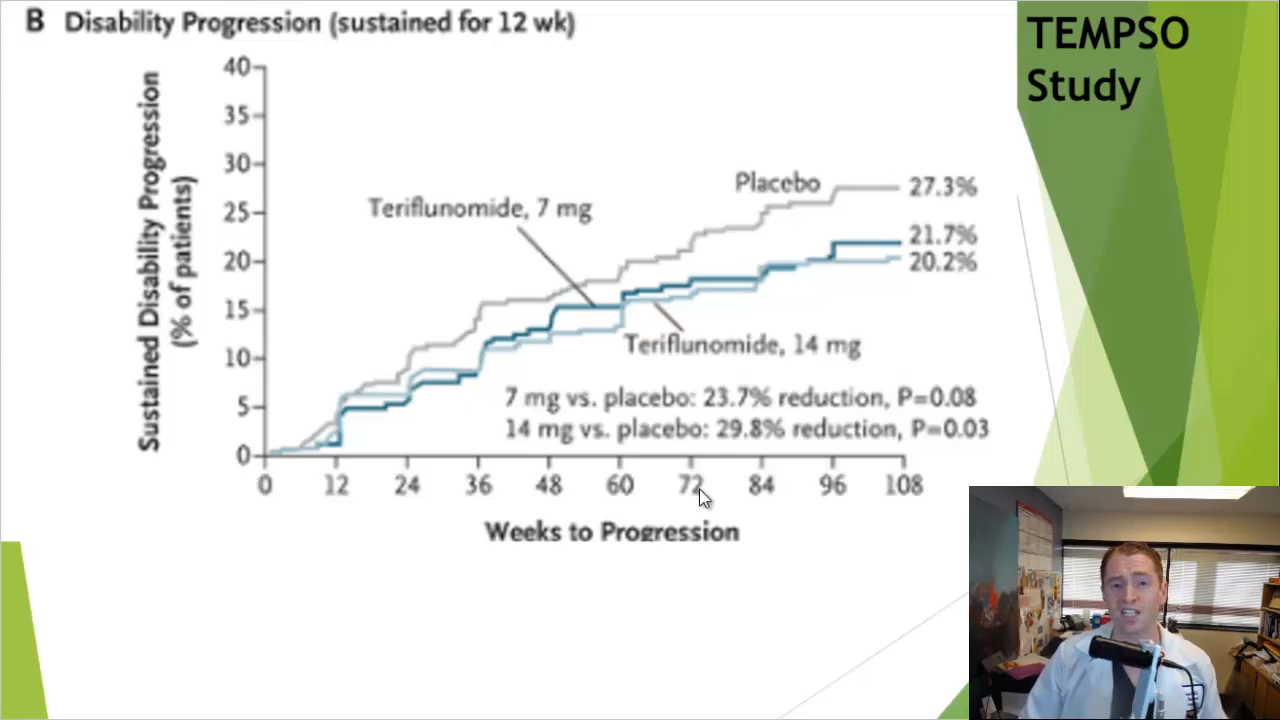 B Disability Progression (sustained for 12 wk)
TEMPSO
Study
Sustained Disability Progression
(% of patients)
40
35
30
25
20
15
10
5
0
Placebo
27.3%
Teriflunomide, 7 mg
21.7%
20.2%
Teriflunomide, 14 mg
7 mg vs. placebo: 23.7% reduction, P=0.08
14 mg vs. placebo: 29.8% reduction, P=0.03
0 12 24 36 48 60 72 84 96 108
Weeks to Progression